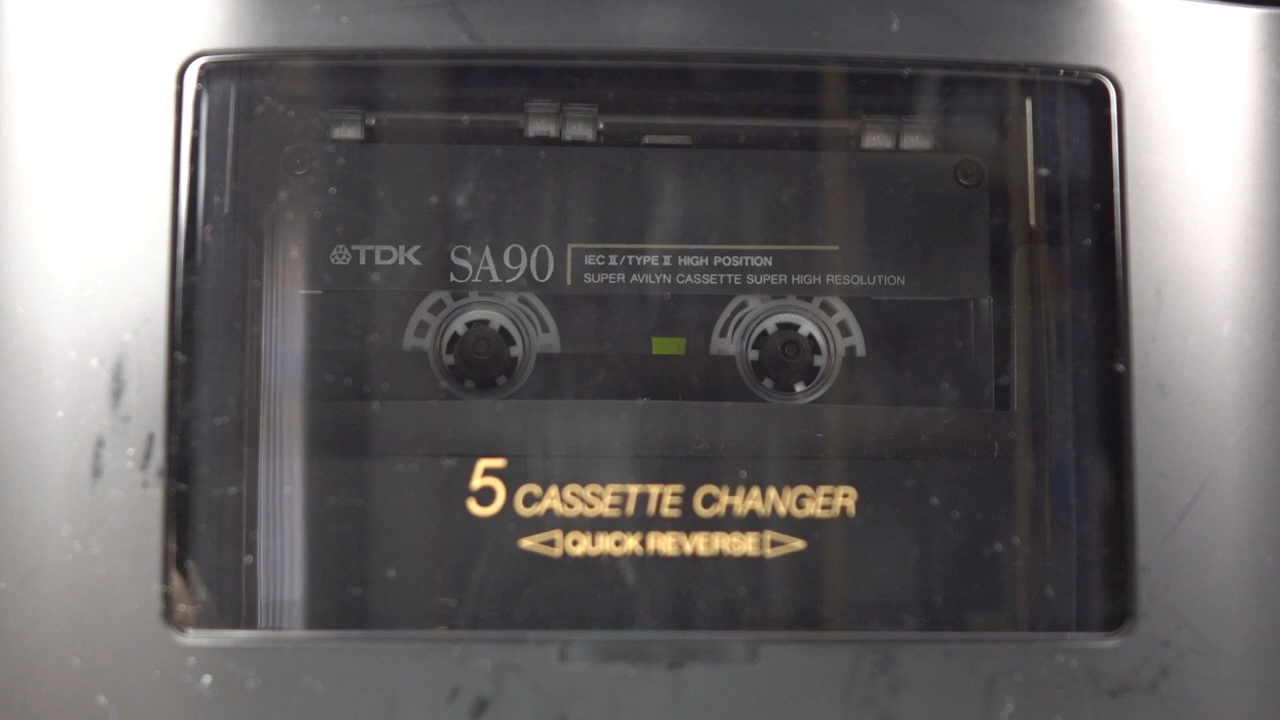 TDK SA90
IEC II/TYPE II HIGH POSITION
SUPER AVILYN CASSETTE SUPER HIGH RESOLUTION
5 CASSETTE CHANGER
QUICK REVERSE